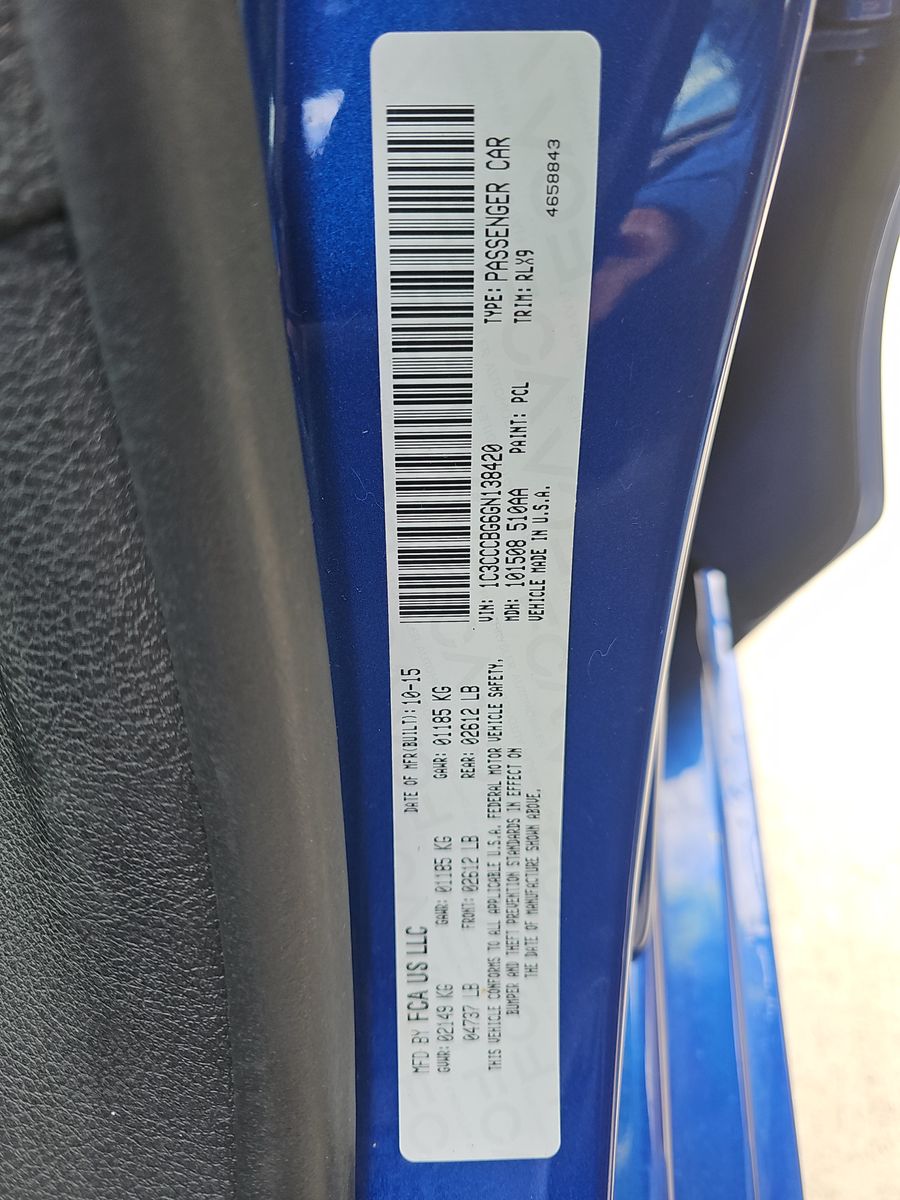 MFD BY FCA US LLC
DATE OF MFR(BUILT): 10-15
GVWR: 02149 KG
GAWR: 01185 KG
GAWR: 01185 KG
04737 LB
FRONT: 02612 LB
REAR: 02612 LB
THIS VEHICLE CONFORMS TO ALL APPLICABLE U.S.A. FEDERAL MOTOR VEHICLE SAFETY,
BUMPER AND THEFT PREVENTION STANDARDS IN EFFECT ON
THE DATE OF MANUFACTURE SHOWN ABOVE.
VIN: 1C3CCCBG6GN138420
TYPE: PASSENGER CAR
MDH: 101508 510AA
PAINT: PCL
TRIM: RLX9
VEHICLE MADE IN U.S.A.
4658843